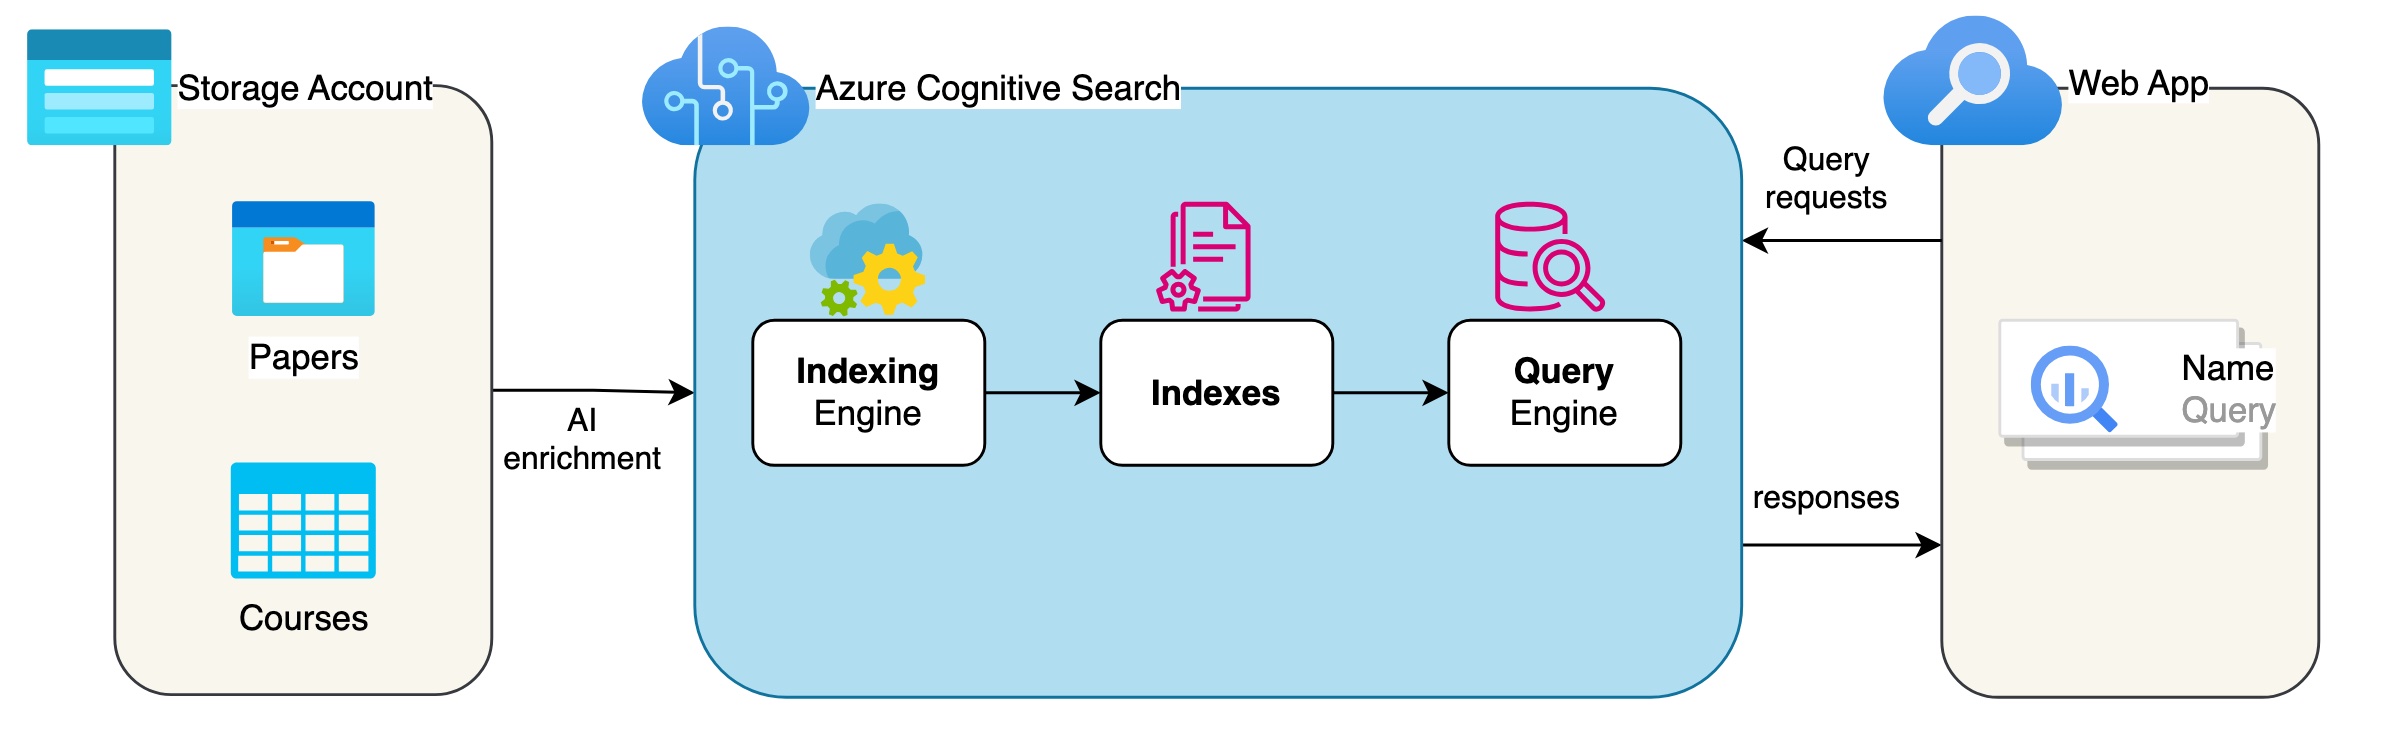 Storage Account
Papers
Courses
AI
enrichment
Azure Cognitive Search
Indexing
Engine
Indexes
Query
Engine
Query
requests
responses
Web App
Name
Query